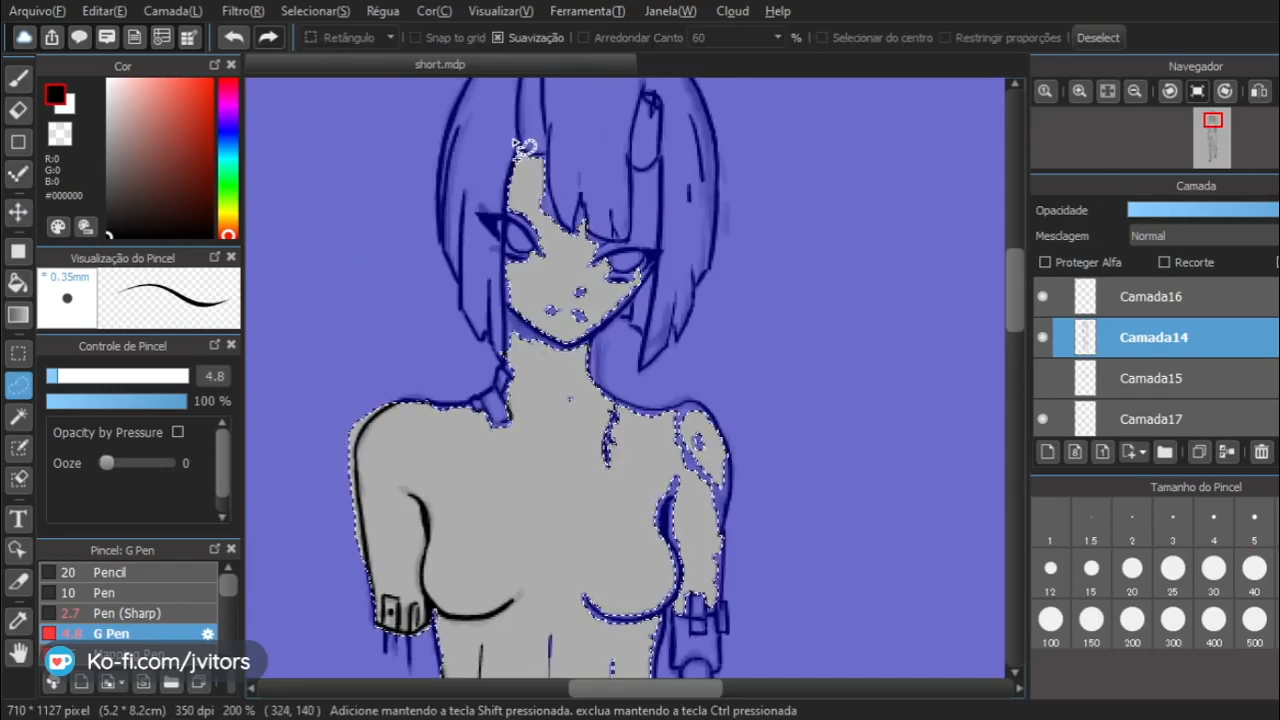 Arquivo(F) Editar(E) Camada(L) Filtro(R) Selecionar(S) Régua Cor(C) Visualizar(V) Ferramenta(T) Janela(W) Cloud Help
Retângulo Snap to grid Suavização Arredondar Canto 60 % Selecionar do centro Restringir proporções Deselect
Cor
short.mdp
Navegador
R:0
G:0
B:0
#000000
Camada
Opacidade
Mesclagem Normal
Proteger Alfa Recorte
Visualização do Pincel
* 0.35mm
Camada16
Camada14
Camada15
Camada17
Controle de Pincel
4.8
100 %
Opacity by Pressure
Ooze 0
Tamanho do Pincel
1 1.5 2 3 4 5
12 15 20 25 30 40
100 150 200 300 400 500
Pincel: G Pen
20 Pencil
10 Pen
2.7 Pen (Sharp)
4.8 G Pen
Ko-fi.com/jvitors
710 * 1127 pixel (5.2 * 8.2cm) 350 dpi 200 % ( 324, 140 ) Adicione mantendo a tecla Shift pressionada. exclua mantendo a tecla Ctrl pressionada